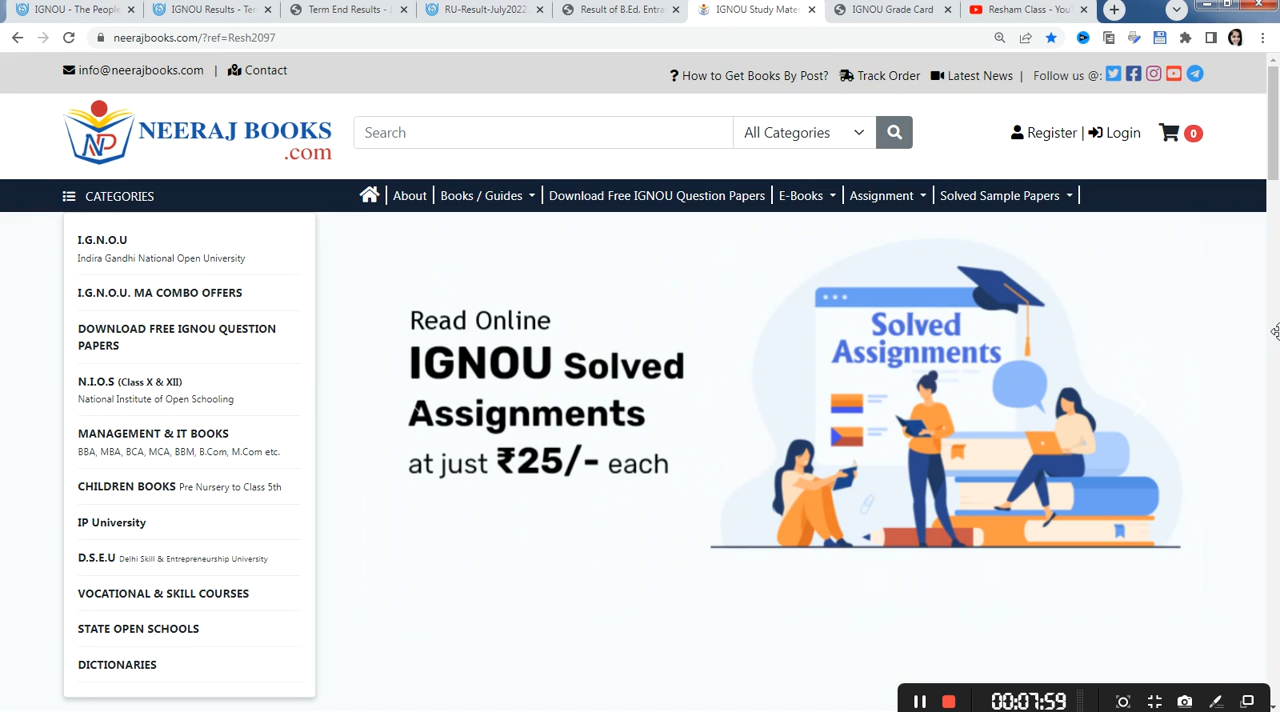 IGNOU - The People
IGNOU Results - Ter
Term End Results -
RU-Result-July2022
Result of B.Ed. Entra
IGNOU Study Mater
IGNOU Grade Card
Resham Class - You
neerajbooks.com/?ref=Resh2097
info@neerajbooks.com | Contact
? How to Get Books By Post? Track Order Latest News | Follow us @:
NEERAJ BOOKS
.com
NP
Search
All Categories
Register | Login
0
CATEGORIES
About
Books / Guides
Download Free IGNOU Question Papers
E-Books
Assignment
Solved Sample Papers
I.G.N.O.U
Indira Gandhi National Open University
I.G.N.O.U. MA COMBO OFFERS
DOWNLOAD FREE IGNOU QUESTION
PAPERS
N.I.O.S (Class X & XII)
National Institute of Open Schooling
MANAGEMENT & IT BOOKS
BBA, MBA, BCA, MCA, BBM, B.Com, M.Com etc.
CHILDREN BOOKS Pre Nursery to Class 5th
IP University
D.S.E.U Delhi Skill & Entrepreneurship University
VOCATIONAL & SKILL COURSES
STATE OPEN SCHOOLS
DICTIONARIES
Read Online
IGNOU Solved
Assignments
at just ₹25/- each
Solved
Assignments
00:07:59